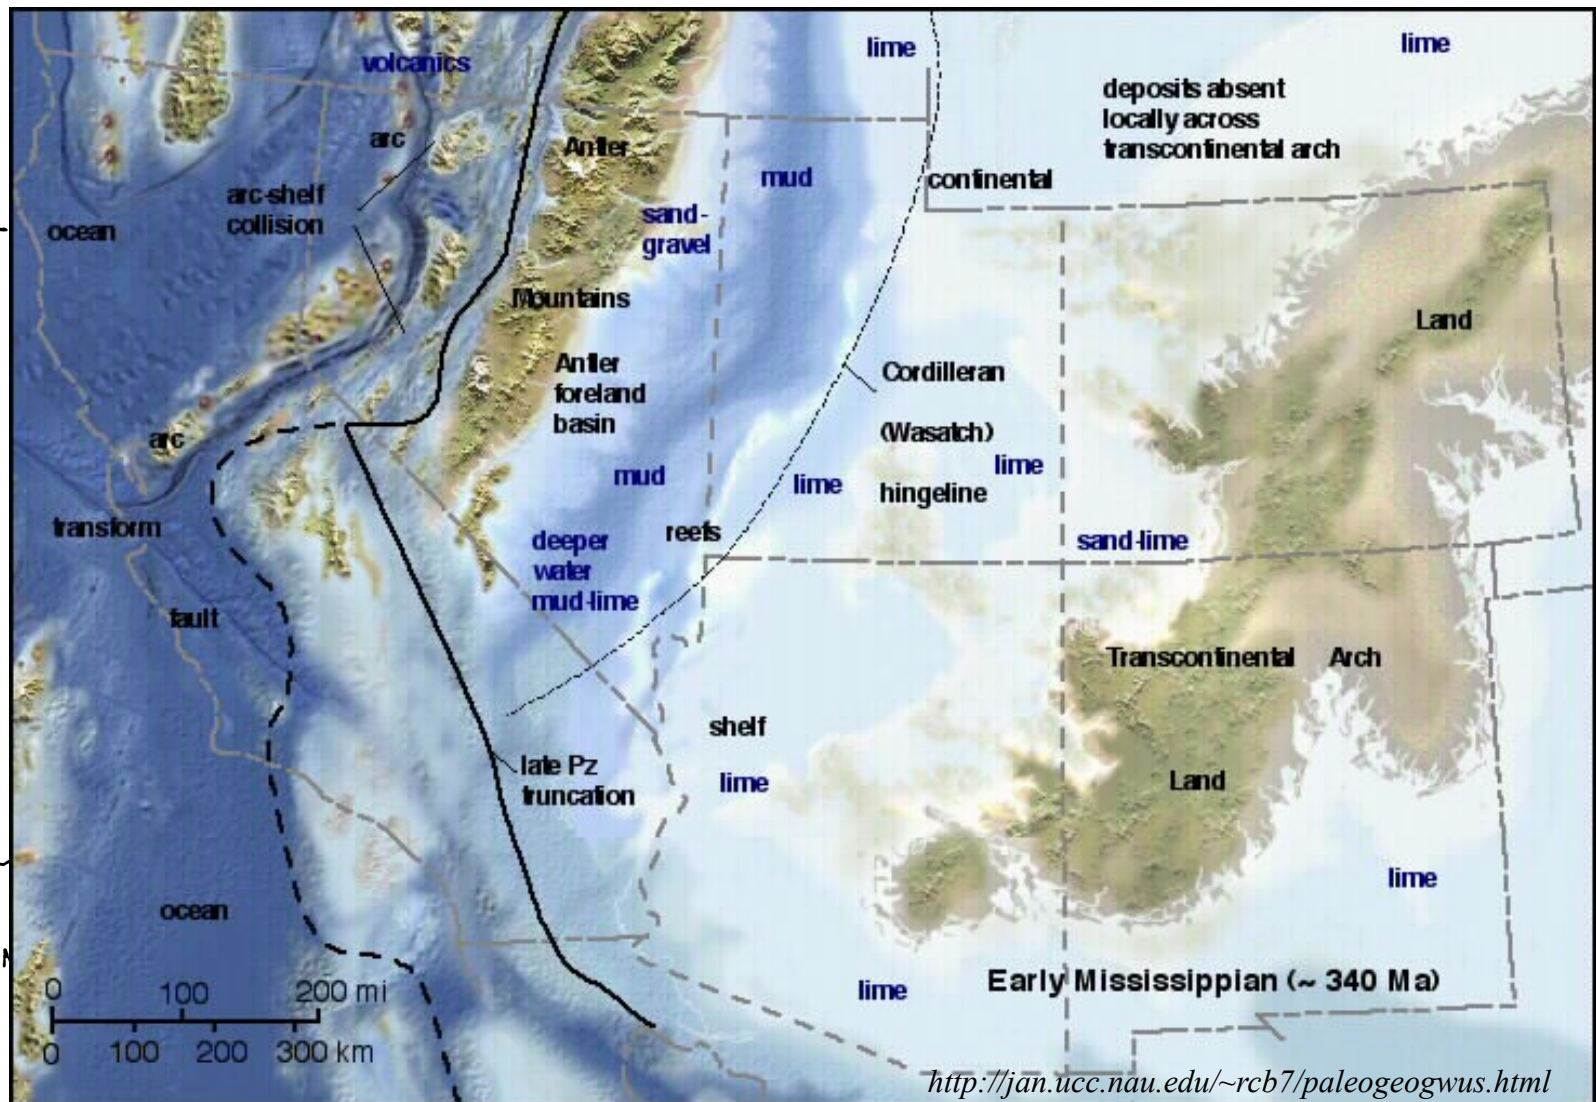 volcanics
lime
lime
deposits absent
locally across
transcontinental arch
arc
Antler
mud
continental
arc-shelf
collision
ocean
sand-
gravel
Mountains
Land
Antler
foreland
basin
Cordilleran
(Wasatch)
hingeline
arc
mud
lime
lime
transform
reefs
deeper
water
mud-lime
sand-lime
fault
Transcontinental Arch
shelf
late Pz
truncation
lime
Land
lime
ocean
lime
Early Mississippian (~ 340 Ma)
0 100 200 mi
0 100 200 300 km
http://jan.ucc.nau.edu/~rcb7/paleogeogwus.html